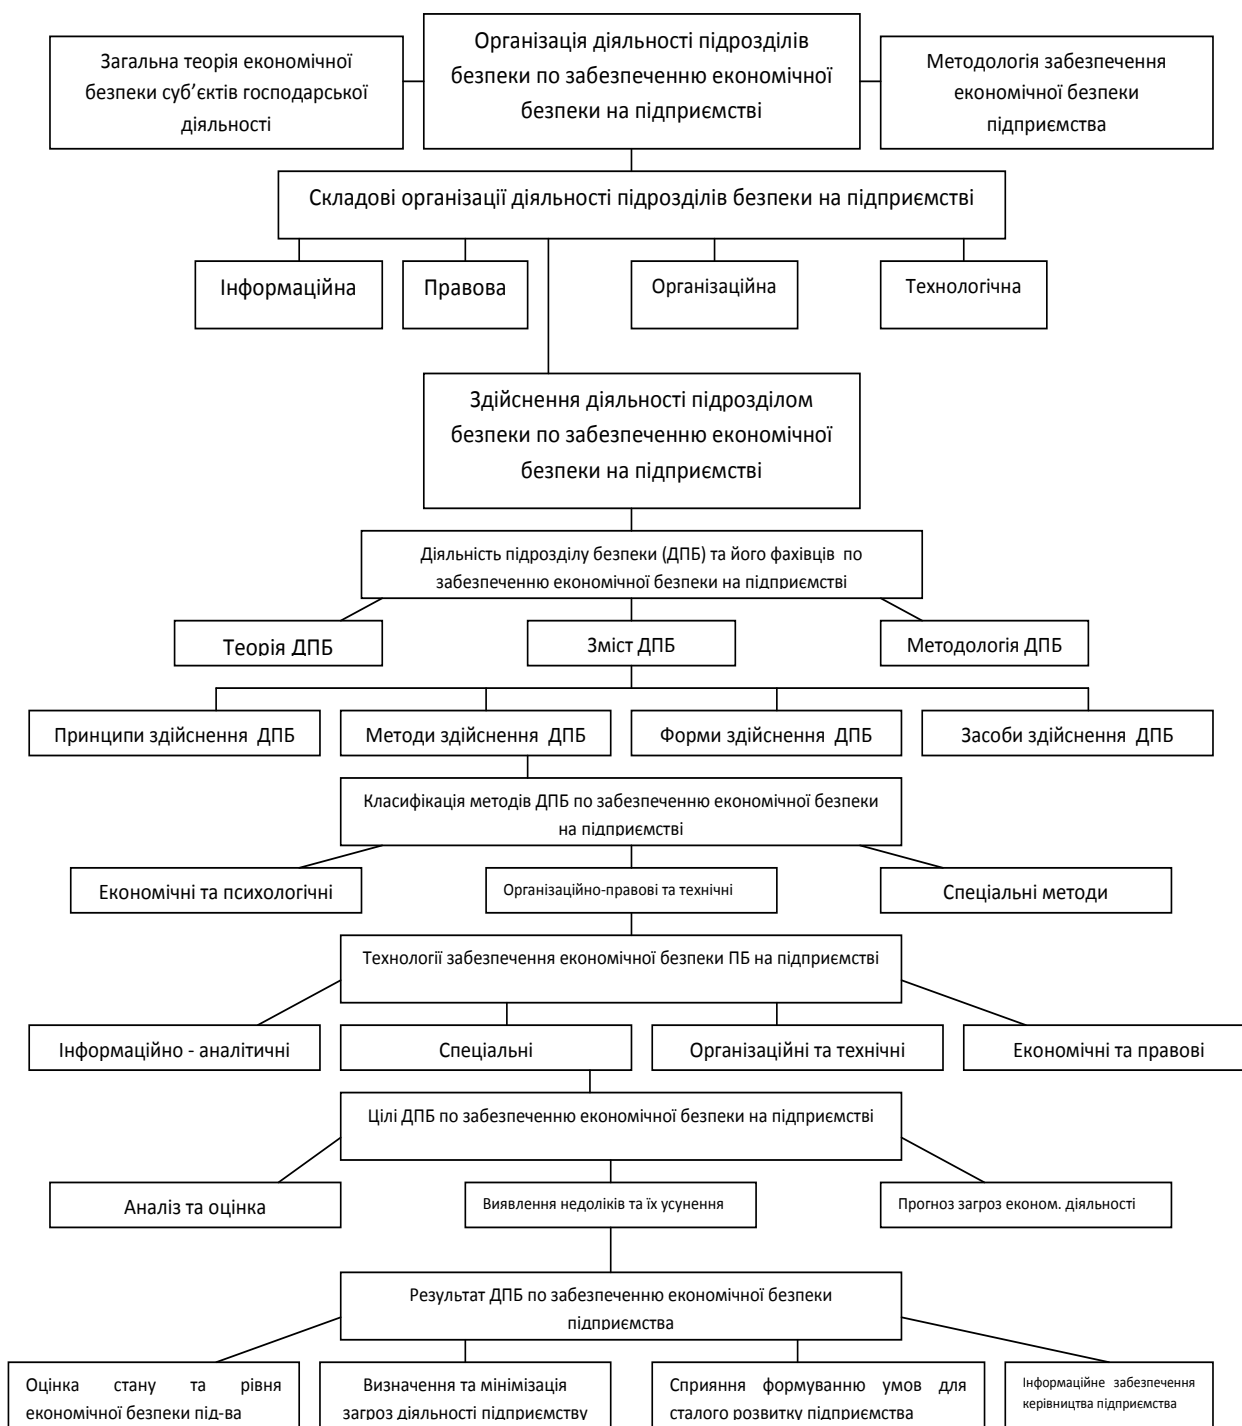 Організація діяльності підрозділів
безпеки по забезпеченню економічної
безпеки на підприємстві
Загальна теорія економічної
безпеки суб’єктів господарської
діяльності
Методологія забезпечення
економічної безпеки
підприємства
Складові організації діяльності підрозділів безпеки на підприємстві
Інформаційна
Правова
Організаційна
Технологічна
Здійснення діяльності підрозділом
безпеки по забезпеченню економічної
безпеки на підприємстві
Діяльність підрозділу безпеки (ДПБ) та його фахівців по
забезпеченню економічної безпеки на підприємстві
Теорія ДПБ
Зміст ДПБ
Методологія ДПБ
Принципи здійснення ДПБ
Методи здійснення ДПБ
Форми здійснення ДПБ
Засоби здійснення ДПБ
Класифікація методів ДПБ по забезпеченню економічної безпеки
на підприємстві
Економічні та психологічні
Організаційно-правові та технічні
Спеціальні методи
Технології забезпечення економічної безпеки ПБ на підприємстві
Інформаційно - аналітичні
Спеціальні
Організаційні та технічні
Економічні та правові
Цілі ДПБ по забезпеченню економічної безпеки на підприємстві
Аналіз та оцінка
Виявлення недоліків та їх усунення
Прогноз загроз економ. діяльності
Результат ДПБ по забезпеченню економічної безпеки
підприємства
Оцінка стану та рівня
економічної безпеки під-ва
Визначення та мінімізація
загроз діяльності підприємству
Сприяння формуванню умов для
сталого розвитку підприємства
Інформаційне забезпечення
керівництва підприємства